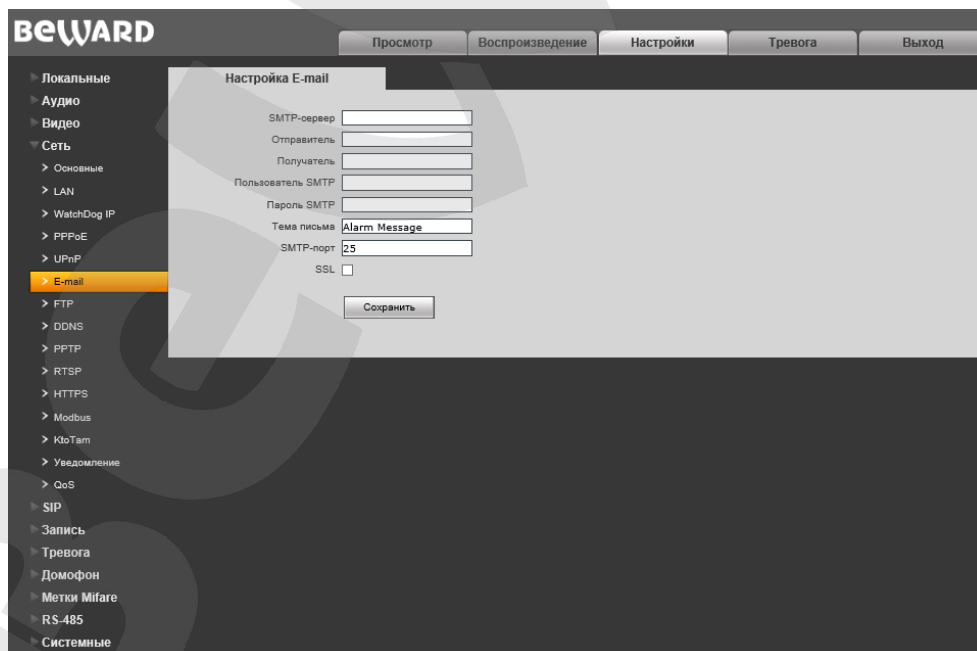 BEWARD
Просмотр
Воспроизведение
Настройки
Тревога
Выход
Локальные
Аудио
Видео
Сеть
Основные
LAN
WatchDog IP
PPPoE
UPnP
E-mail
FTP
DDNS
PPTP
RTSP
HTTPS
Modbus
KtoTam
Уведомление
QoS
SIP
Запись
Тревога
Домофон
Метки Mifare
RS-485
Системные
Настройка E-mail
SMTP-сервер
Отправитель
Получатель
Пользователь SMTP
Пароль SMTP
Тема письма Alarm Message
SMTP-порт 25
SSL
Сохранить